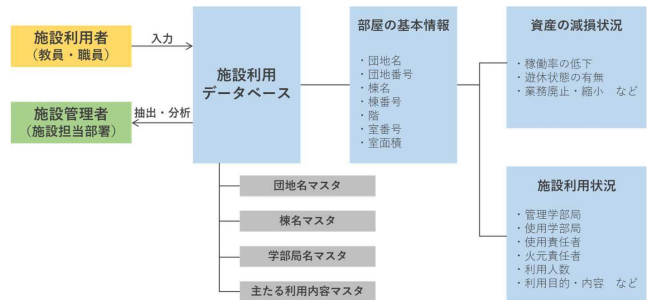 施設利用者
（教員・職員）
入力
施設管理者
（施設担当部署）
抽出・分析
施設利用
データベース
団地名マスタ
棟名マスタ
学部局名マスタ
主たる利用内容マスタ
部屋の基本情報
・団地名
・団地番号
・棟名
・棟番号
・階
・室番号
・室面積
資産の減損状況
・稼働率の低下
・遊休状態の有無
・業務廃止・縮小　など
施設利用状況
・管理学部局
・使用学部局
・使用責任者
・火元責任者
・利用人数
・利用目的・内容　など